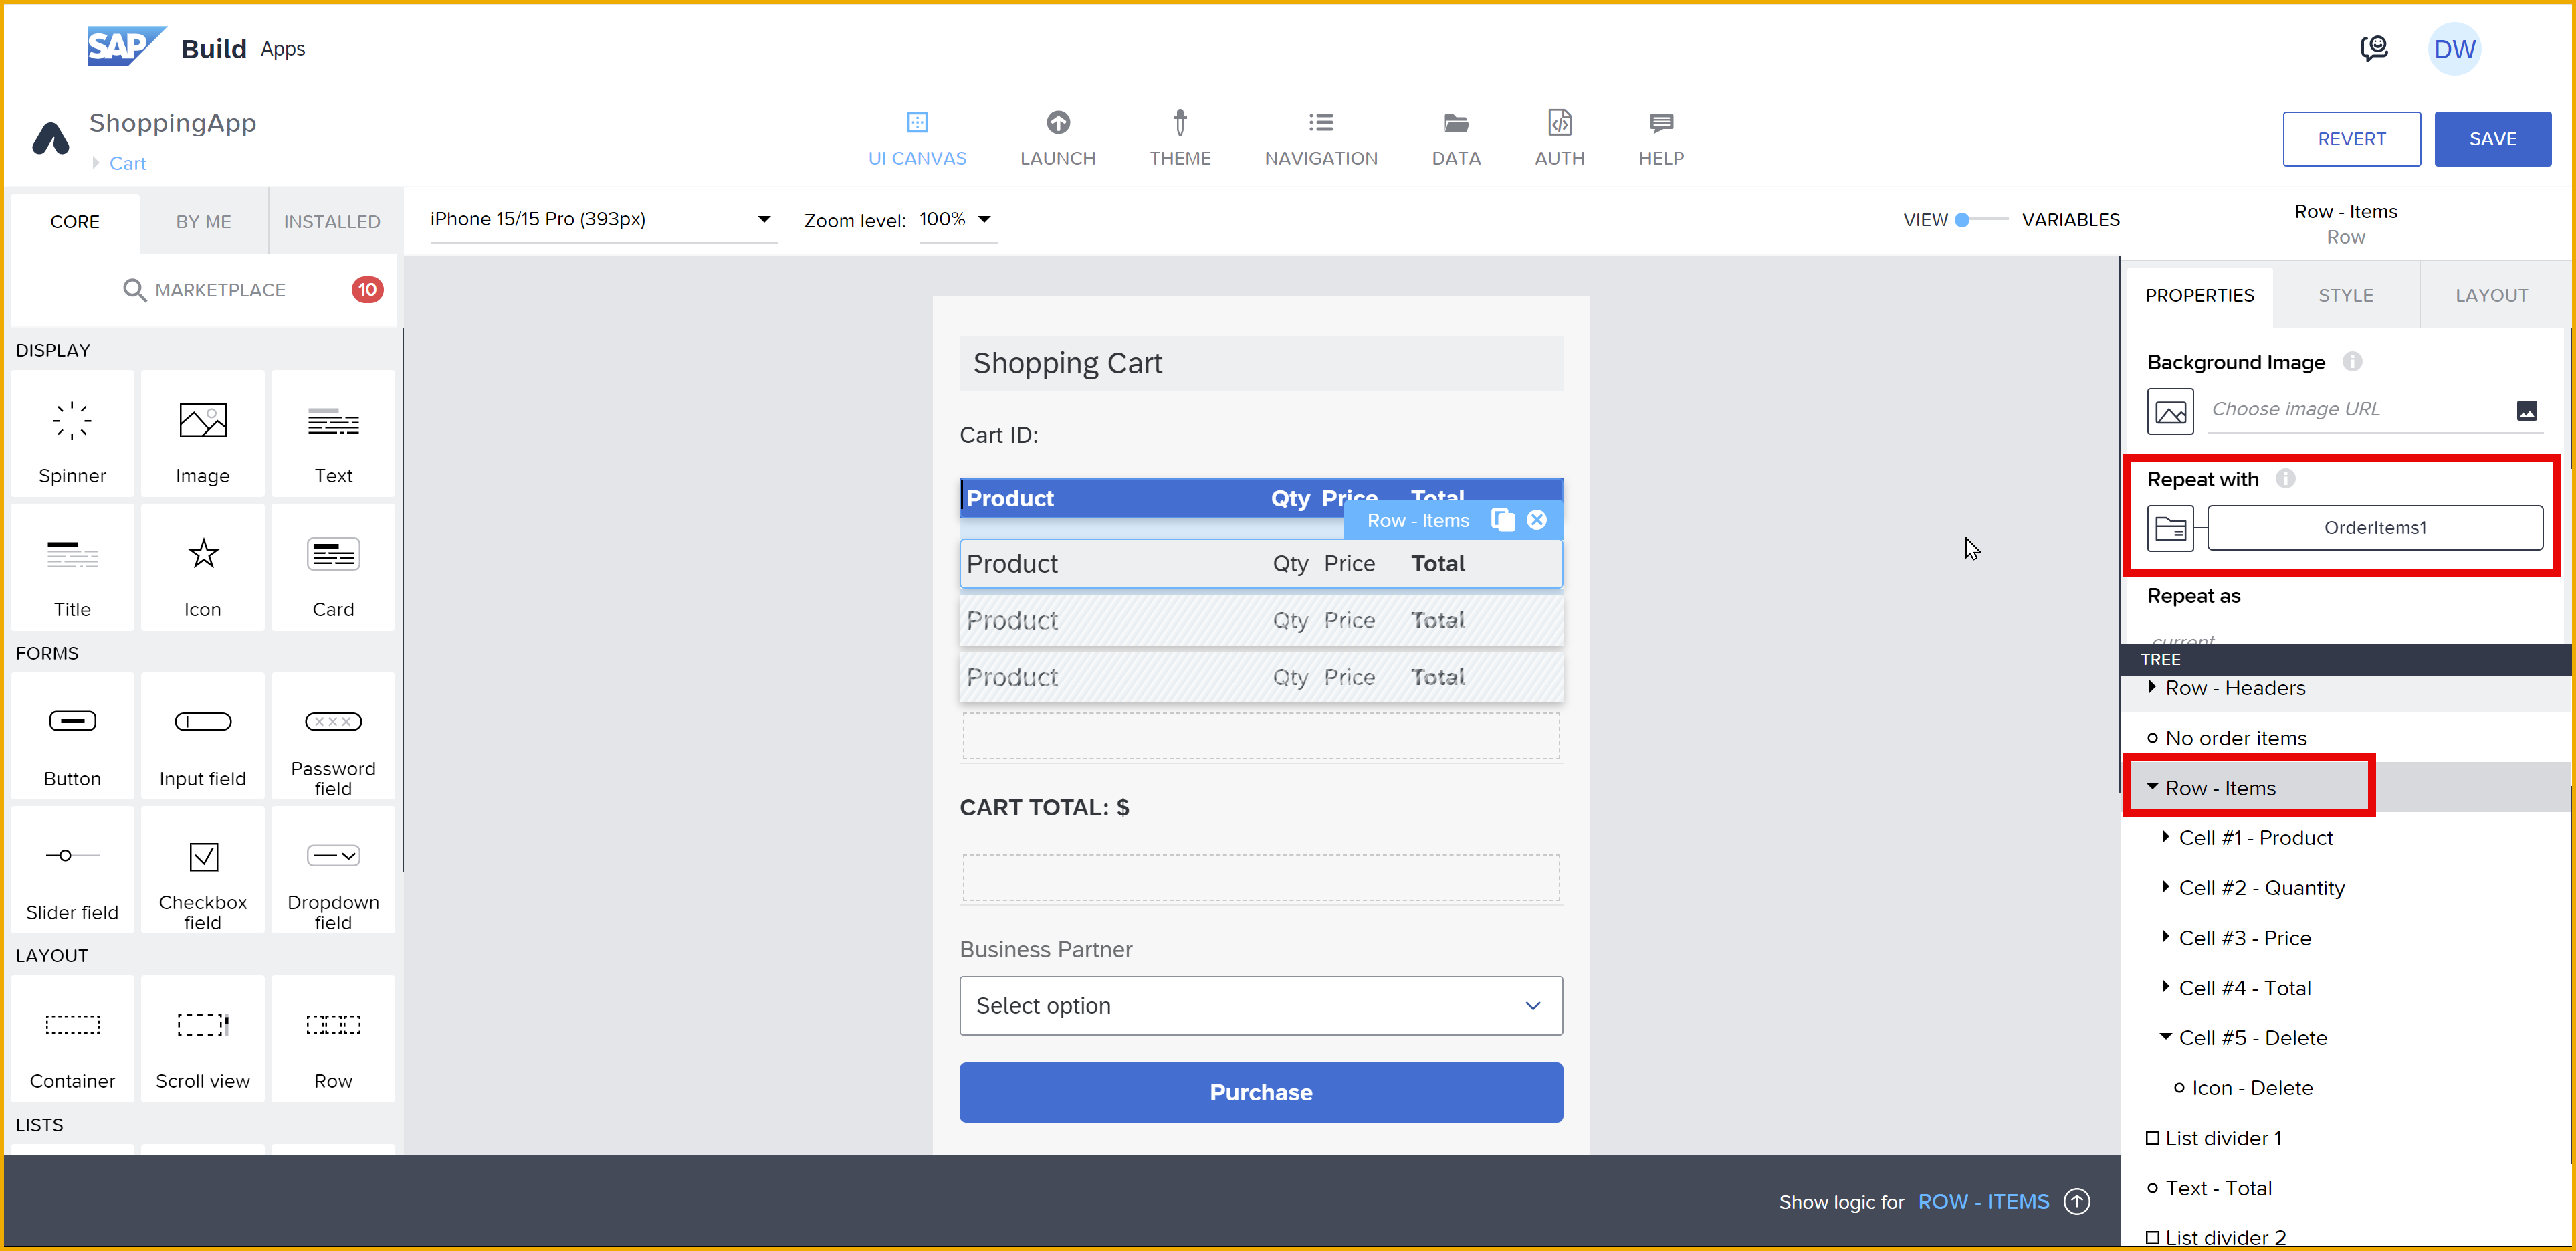 SAP Build Apps
DW
ShoppingApp
Cart
UI CANVAS
LAUNCH
THEME
NAVIGATION
DATA
AUTH
HELP
REVERT
SAVE
CORE
BY ME
INSTALLED
iPhone 15/15 Pro (393px)
Zoom level: 100%
VIEW
VARIABLES
Row - Items
Row
MARKETPLACE
10
PROPERTIES
STYLE
LAYOUT
DISPLAY
Spinner
Image
Text
Title
Icon
Card
FORMS
Button
Input field
Password
field
Slider field
Checkbox
field
Dropdown
field
LAYOUT
Container
Scroll view
Row
LISTS
Shopping Cart
Cart ID:
Product Qty Price Total
Row - Items
Product Qty Price Total
Product Qty Price Total
Product Qty Price Total
CART TOTAL: $
Business Partner
Select option
Purchase
Show logic for ROW - ITEMS
Background Image
Choose image URL
Repeat with
OrderItems1
Repeat as
current
TREE
Row - Headers
No order items
Row - Items
Cell #1 - Product
Cell #2 - Quantity
Cell #3 - Price
Cell #4 - Total
Cell #5 - Delete
Icon - Delete
List divider 1
Text - Total
List divider 2